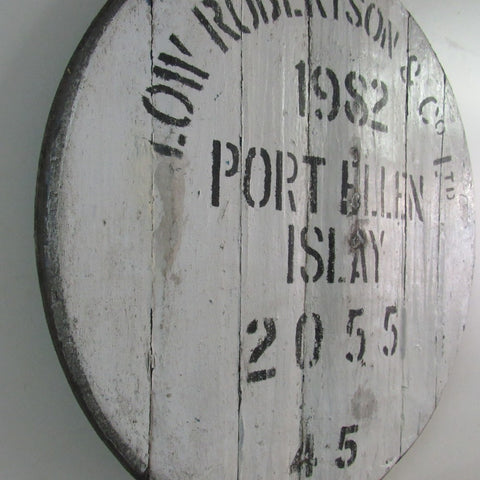 LOW ROBERTSON & Co. LTD
1982
PORT ELLEN
ISLAY
2055
45